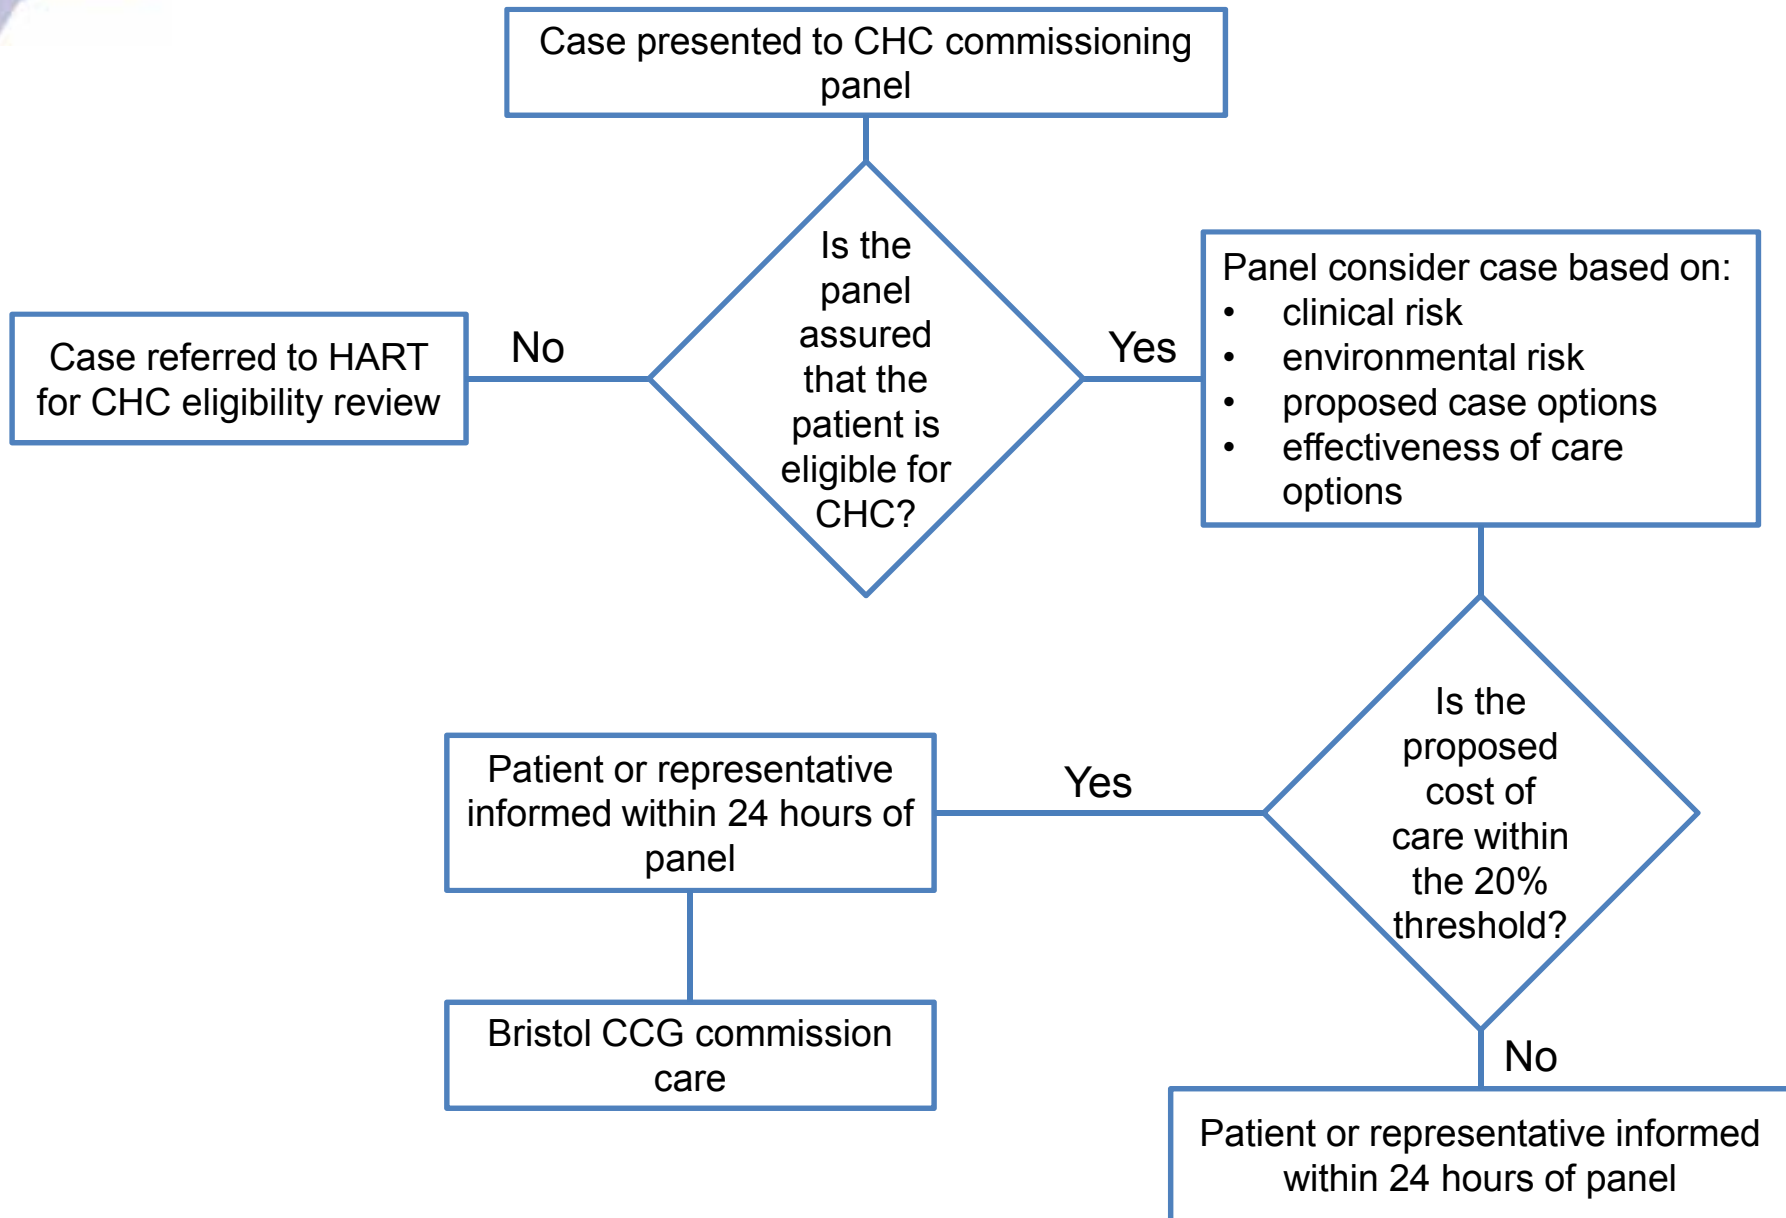 Case presented to CHC commissioning
panel
Is the
panel
assured
that the
patient is
eligible for
CHC?
No
Case referred to HART
for CHC eligibility review
Yes
Panel consider case based on:
• clinical risk
• environmental risk
• proposed case options
• effectiveness of care
options
Is the
proposed
cost of
care within
the 20%
threshold?
Yes
Patient or representative
informed within 24 hours of
panel
Bristol CCG commission
care
No
Patient or representative informed
within 24 hours of panel